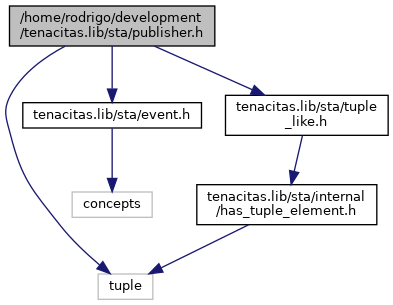 /home/rodrigo/development
/tenacitas.lib/sta/publisher.h
tenacitas.lib/sta/event.h
tenacitas.lib/sta/tuple
_like.h
concepts
tenacitas.lib/sta/internal
/has_tuple_element.h
tuple